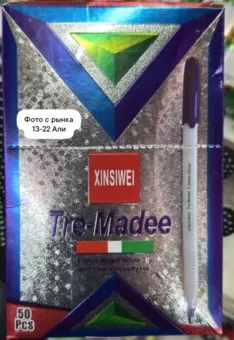 Фото с рынка
13-22 Али
XINSIWEI
Tre-Madee
50
Pcs